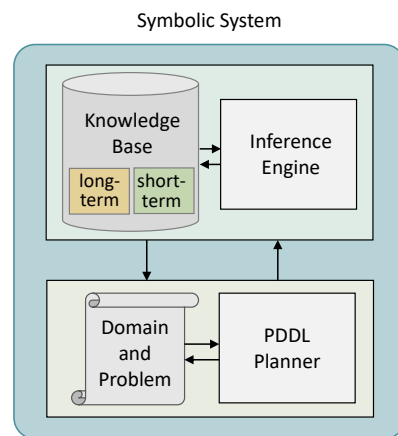 Symbolic System
Knowledge
Base
long-
term
short-
term
Inference
Engine
Domain
and
Problem
PDDL
Planner